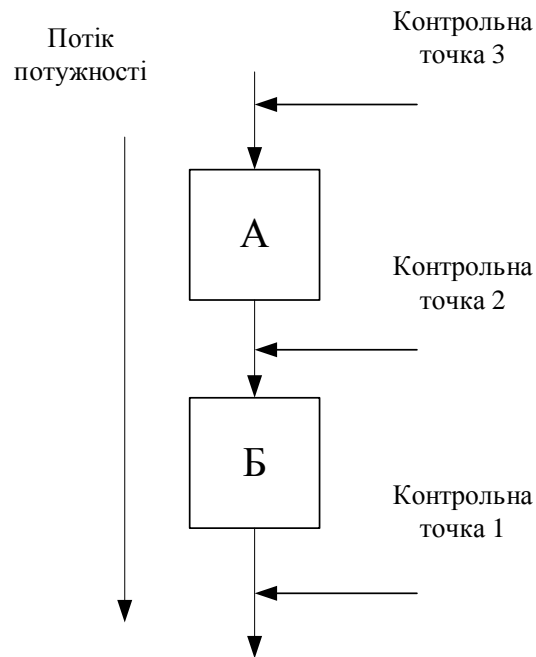 Потік
потужності
Контрольна
точка 3
А
Контрольна
точка 2
Б
Контрольна
точка 1